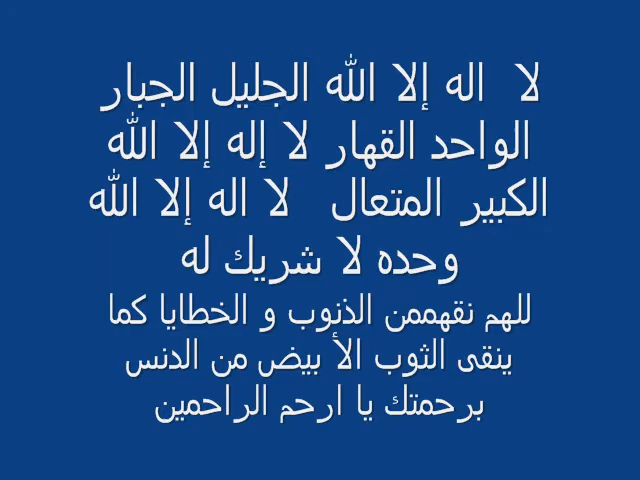 لا اله إلا الله الجليل الجبار
الواحد القهار لا إله إلا الله
الكبير المتعال لا اله إلا الله
وحده لا شريك له
للهم نقهممن الذنوب و الخطايا كما
ينقى الثوب الأ بيض من الدنس
برحمتك يا ارحم الراحمين